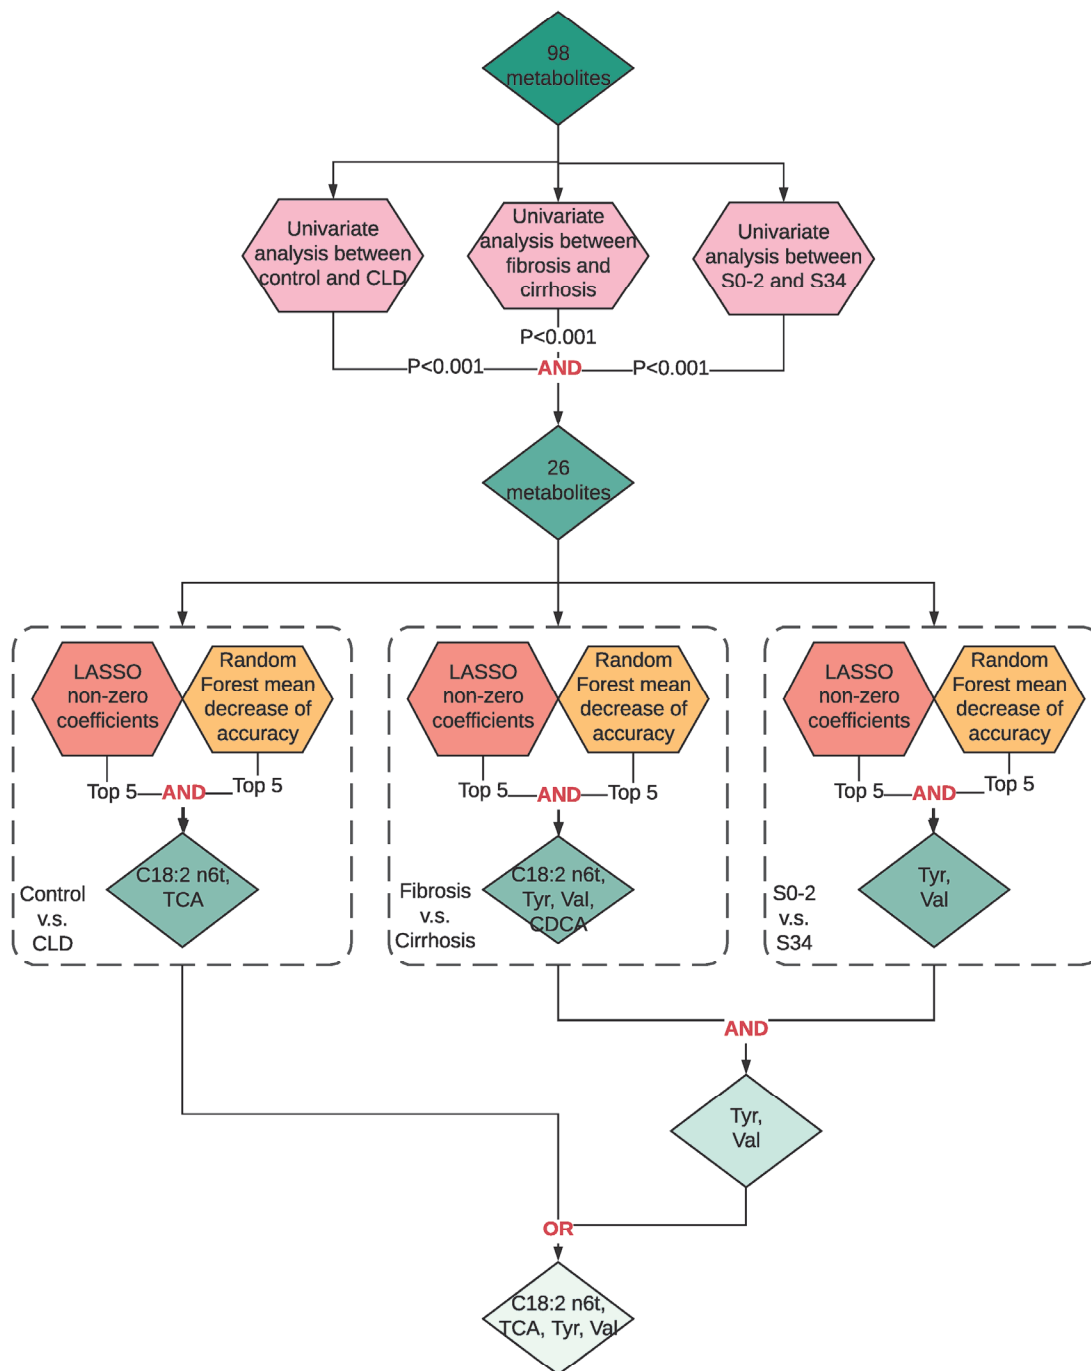 98
metabolites
Univariate
analysis between
control and CLD
Univariate
analysis between
fibrosis and
cirrhosis
Univariate
analysis between
S0-2 and S34
P<0.001
P<0.001
AND
P<0.001
26
metabolites
LASSO
non-zero
coefficients
Random
Forest mean
decrease of
accuracy
Top 5
AND
Top 5
C18:2 n6t,
TCA
Control
v.s.
CLD
LASSO
non-zero
coefficients
Random
Forest mean
decrease of
accuracy
Top 5
AND
Top 5
C18:2 n6t,
Tyr, Val,
CDCA
Fibrosis
v.s.
Cirrhosis
LASSO
non-zero
coefficients
Random
Forest mean
decrease of
accuracy
Top 5
AND
Top 5
Tyr,
Val
S0-2
v.s.
S34
AND
Tyr,
Val
OR
C18:2 n6t,
TCA, Tyr, Val